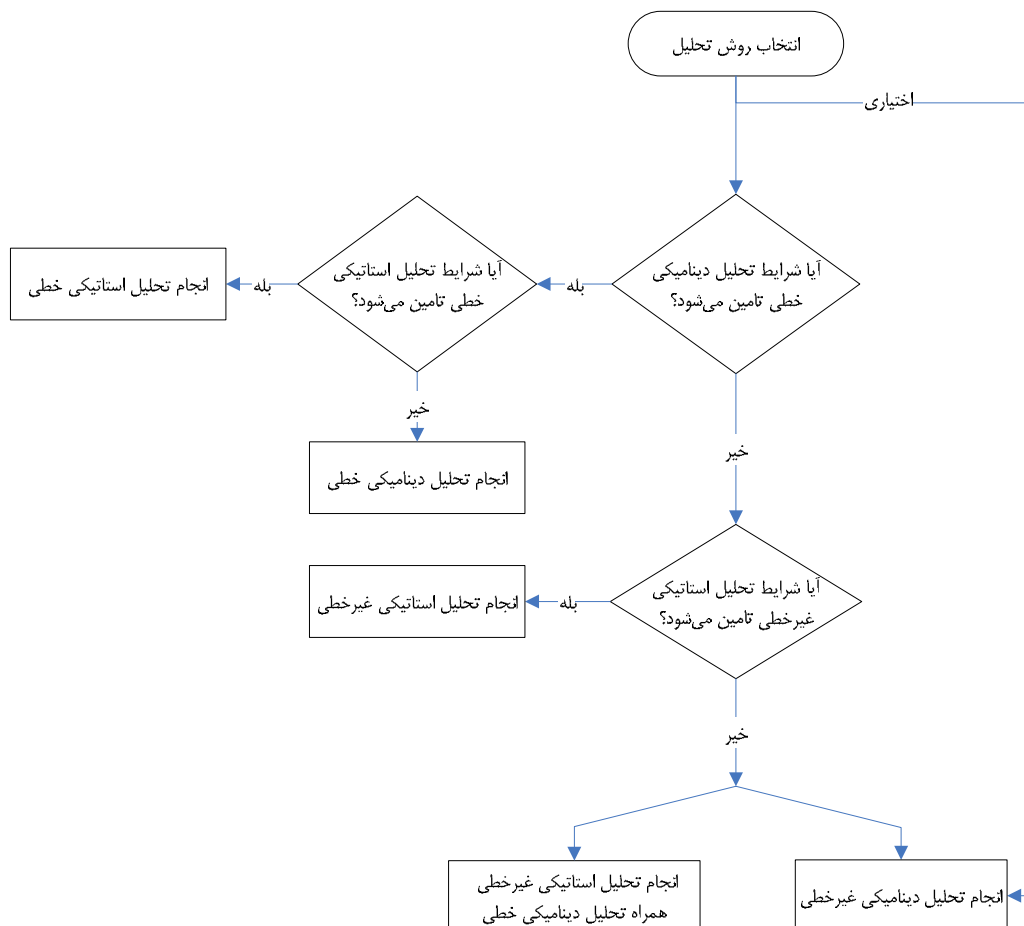 انتخاب روش تحلیل
اختیاری
آیا شرایط تحلیل دینامیکی
خطی تامین می‌شود؟
بله
آیا شرایط تحلیل استاتیکی
خطی تامین می‌شود؟
بله
انجام تحلیل استاتیکی خطی
خیر
انجام تحلیل دینامیکی خطی
خیر
آیا شرایط تحلیل استاتیکی
غیرخطی تامین می‌شود؟
بله
انجام تحلیل استاتیکی غیرخطی
خیر
انجام تحلیل دینامیکی غیرخطی
انجام تحلیل استاتیکی غیرخطی
همراه تحلیل دینامیکی خطی